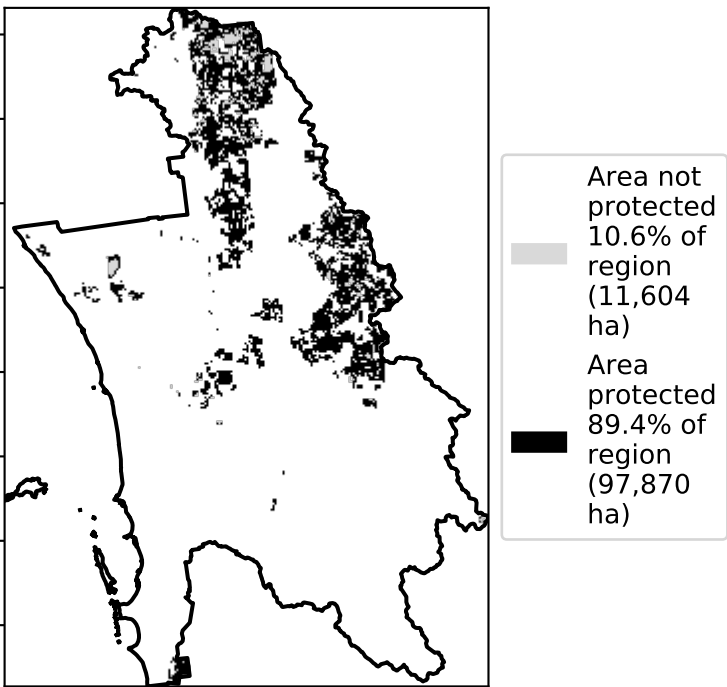 Area not
protected
10.6% of
region
(11,604
ha)
Area
protected
89.4% of
region
(97,870
ha)